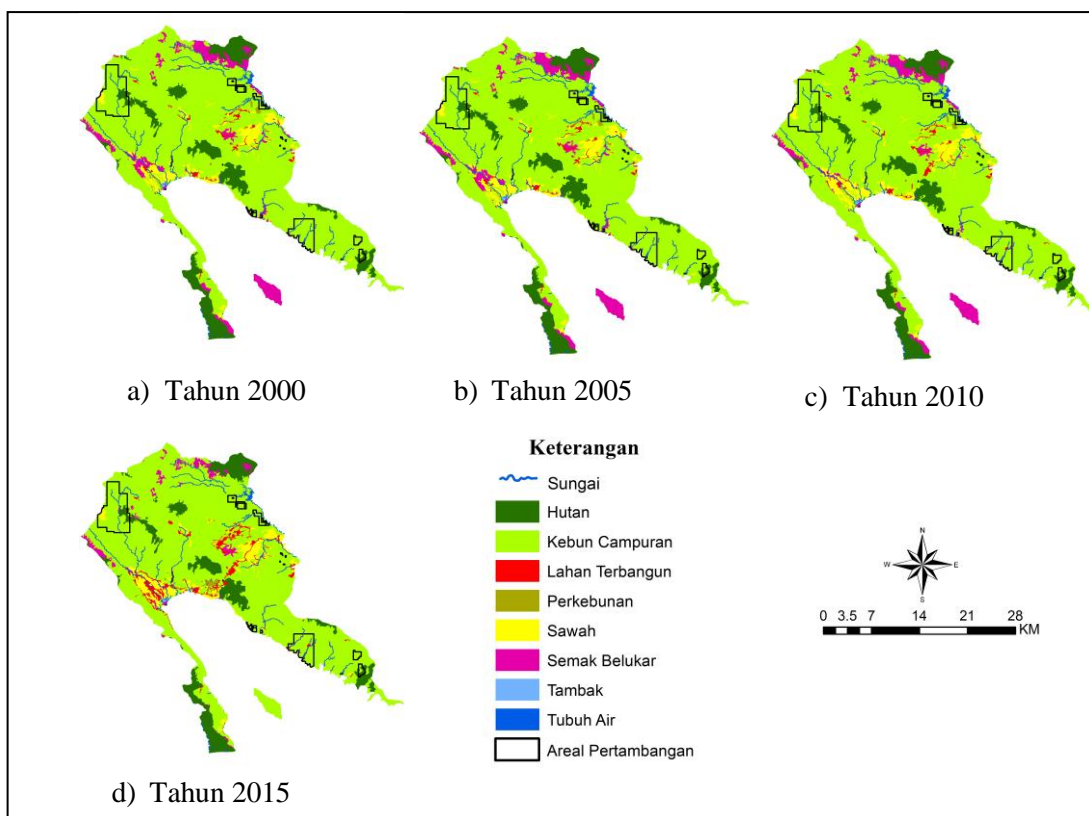 a) Tahun 2000
b) Tahun 2005
c) Tahun 2010
d) Tahun 2015
Keterangan
Sungai
Hutan
Kebun Campuran
Lahan Terbangun
Perkebunan
Sawah
Semak Belukar
Tambak
Tubuh Air
Areal Pertambangan
N
W E
S
0 3.5 7 14 21 28
KM